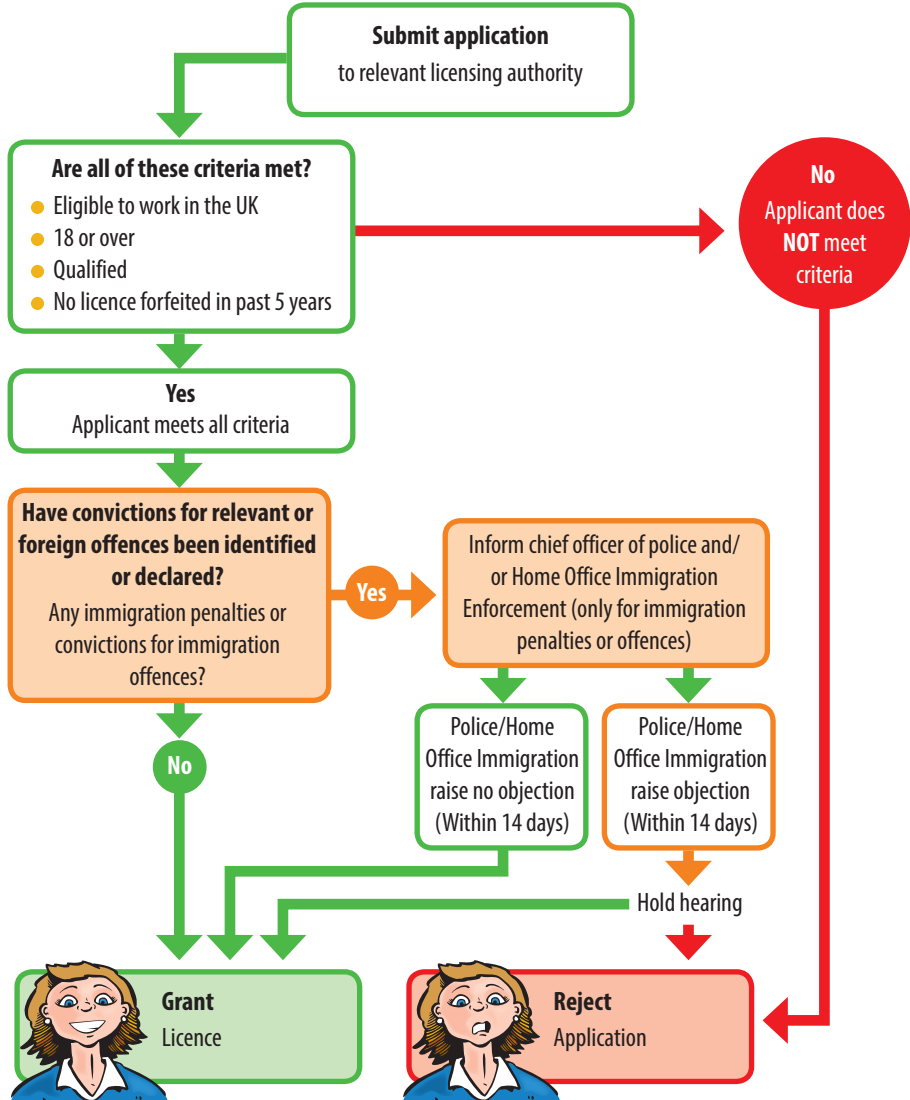 Submit application
to relevant licensing authority
Are all of these criteria met?
Eligible to work in the UK
18 or over
Qualified
No licence forfeited in past 5 years
No
Applicant does
NOT meet
criteria
Yes
Applicant meets all criteria
Have convictions for relevant or
foreign offences been identified
or declared?
Any immigration penalties or
convictions for immigration
offences?
Yes
Inform chief officer of police and/
or Home Office Immigration
Enforcement (only for immigration
penalties or offences)
No
Police/Home
Office Immigration
raise no objection
(Within 14 days)
Police/Home
Office Immigration
raise objection
(Within 14 days)
Hold hearing
Grant
Licence
Reject
Application